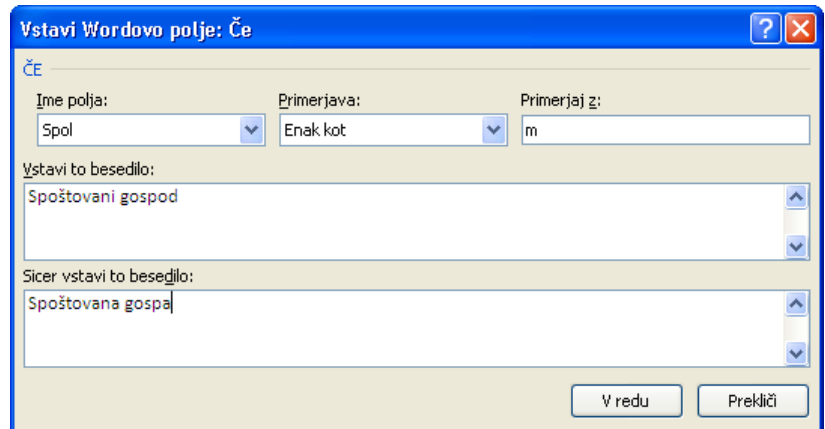 Vstavi Wordovo polje: Če
ČE
Ime polja: Primerjava: Primerjaj z:
Spol Enak kot m
Vstavi to besedilo:
Spoštovani gospod
Sicer vstavi to besedilo:
Spoštovana gospa
V redu Prekliči